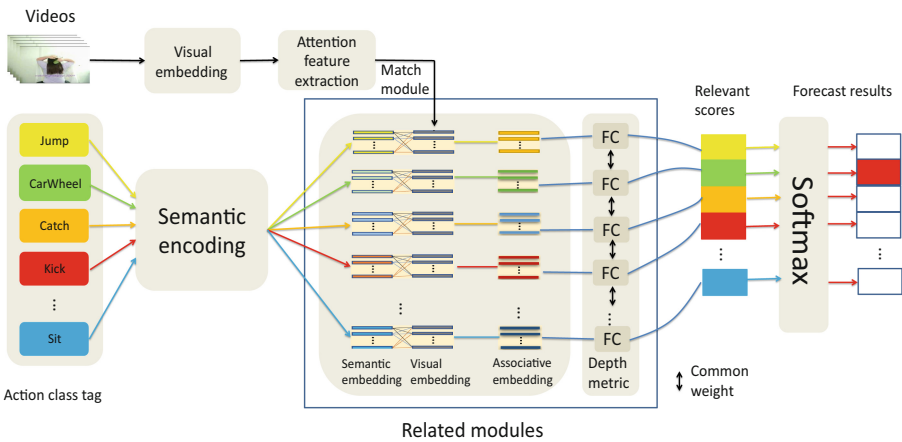 Videos
Visual
embedding
Attention
feature
extraction
Match
module
Relevant
scores
Forecast results
Jump
CarWheel
Catch
Kick
...
Sit
Action class tag
Semantic
encoding
FC
FC
FC
FC
...
FC
Semantic
embedding
Visual
embedding
Associative
embedding
Depth
metric
Softmax
Common
weight
Related modules